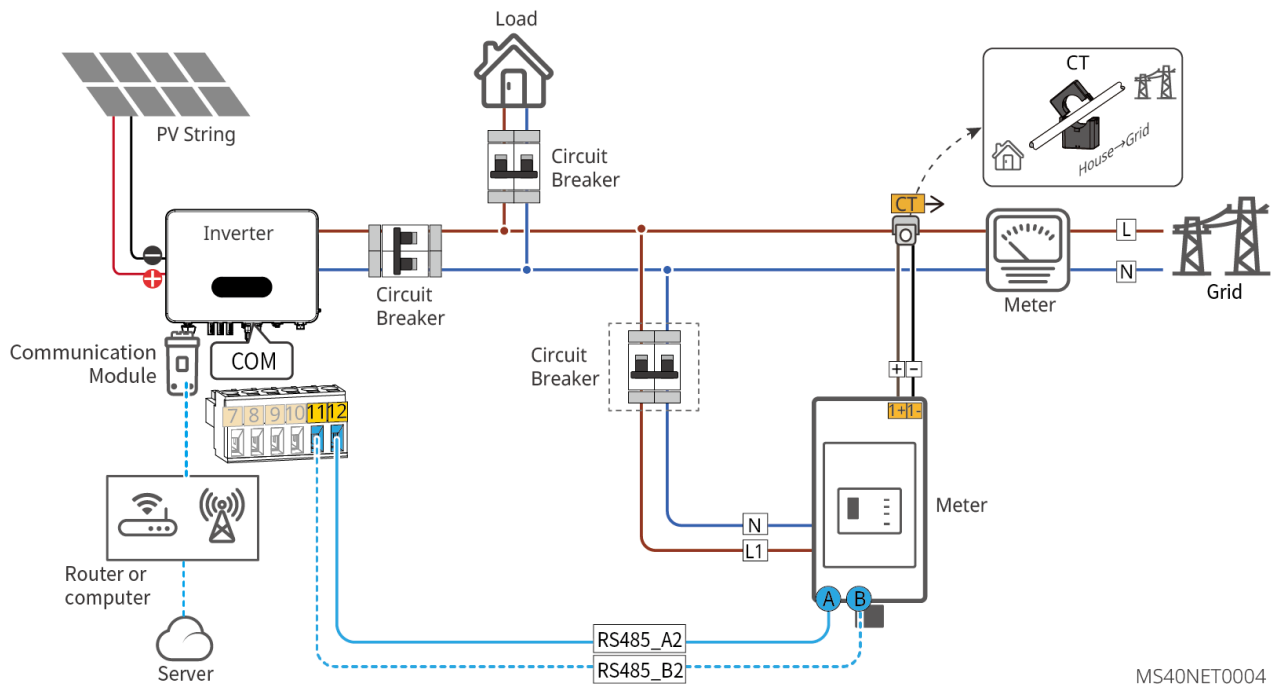 Load
CT
House→Grid
PV String
Circuit
Breaker
CT
Inverter
L
N
Circuit
Breaker
Meter
Grid
Communication
Module
COM
Circuit
Breaker
+ −
7 8 9 10 11 12
1+ 1-
Meter
N
L1
Router or
computer
A B
RS485_A2
RS485_B2
Server
MS40NET0004